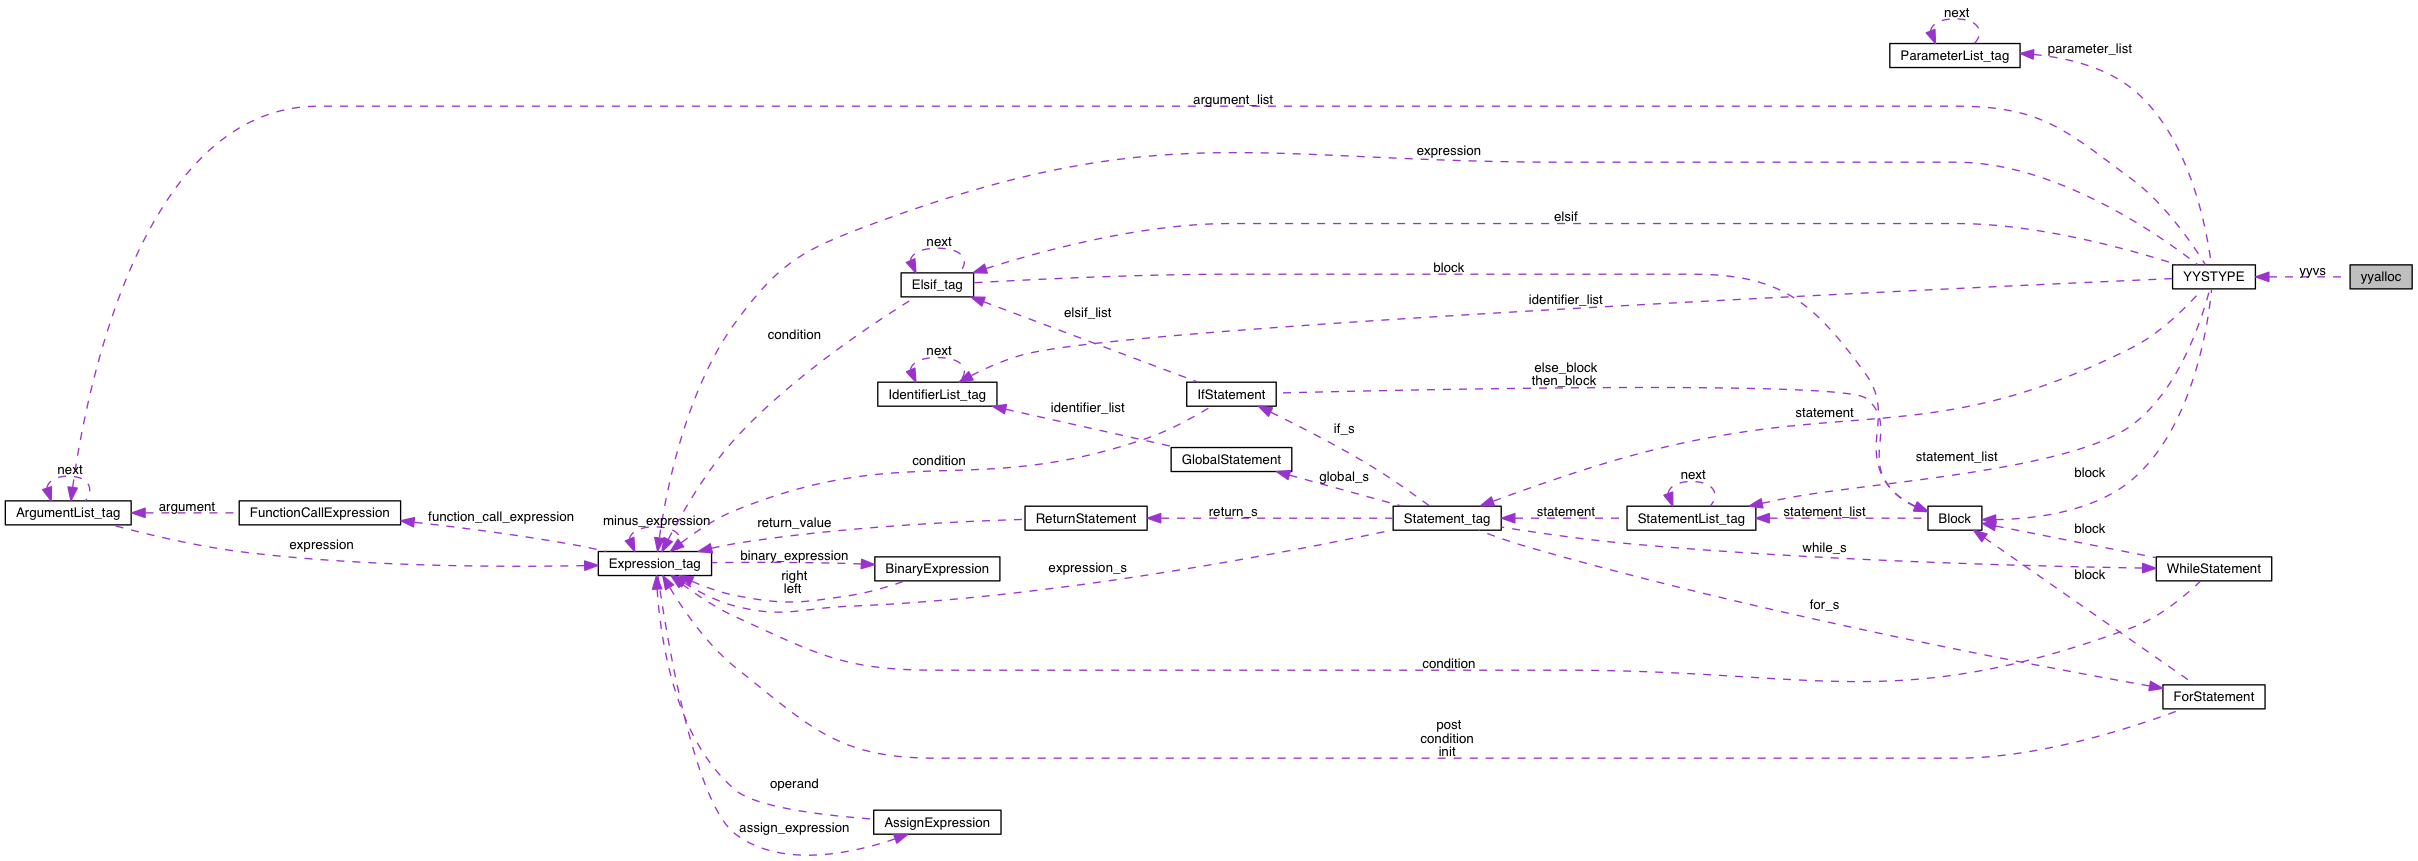 next
ParameterList_tag
parameter_list
argument_list
expression
elsif
next
Elsif_tag
block
YYSTYPE
yyvs
yyalloc
identifier_list
elsif_list
condition
next
IdentifierList_tag
IfStatement
else_block
then_block
identifier_list
statement
if_s
GlobalStatement
condition
statement_list
block
next
ArgumentList_tag
argument
FunctionCallExpression
function_call_expression
global_s
next
minus_expression
return_value
ReturnStatement
return_s
Statement_tag
statement
StatementList_tag
statement_list
Block
block
expression
Expression_tag
binary_expression
BinaryExpression
right
left
expression_s
while_s
WhileStatement
block
for_s
condition
ForStatement
post
condition
init
operand
assign_expression
AssignExpression